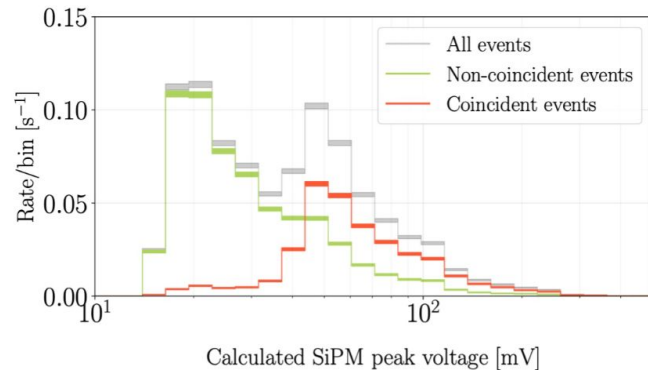 0.15
0.10
0.05
0.00
Rate/bin [s⁻¹]
All events
Non-coincident events
Coincident events
10¹
10²
Calculated SiPM peak voltage [mV]